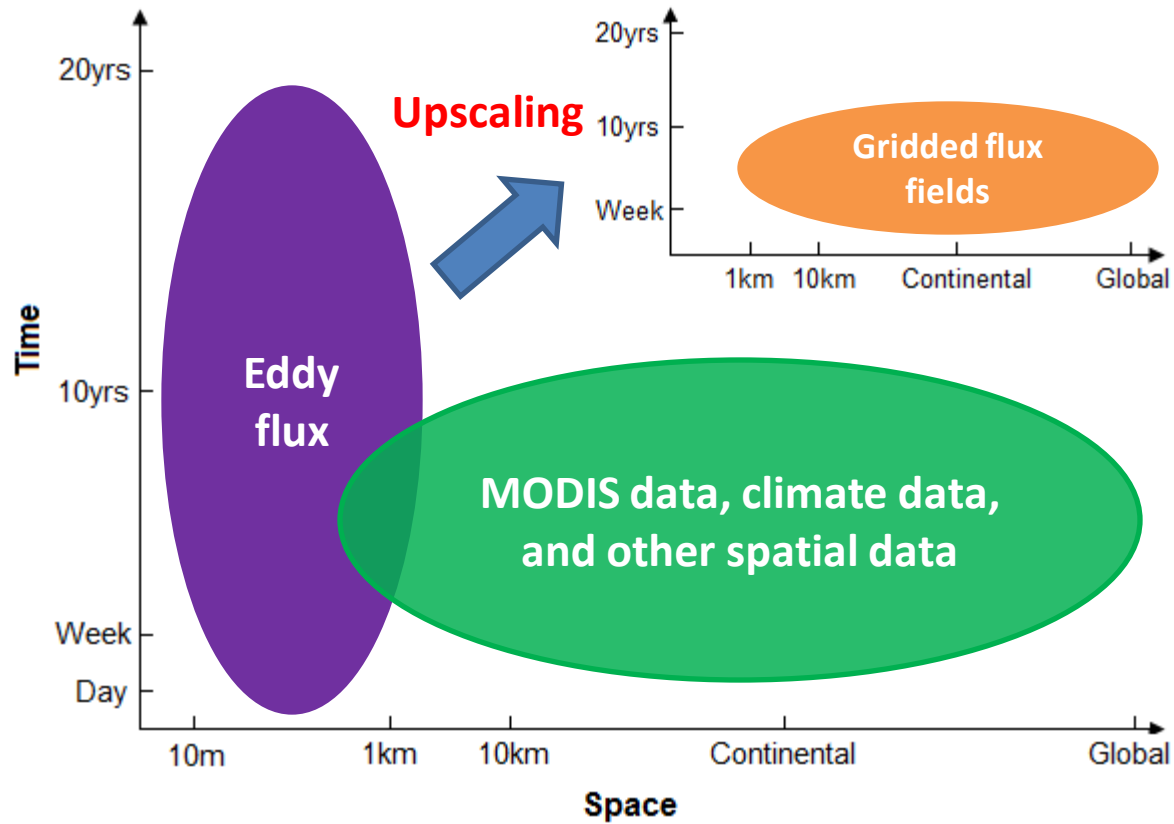 20yrs
10yrs
Week
Day
Time
Eddy
flux
Upscaling
20yrs
10yrs
Week
Gridded flux
fields
1km 10km Continental Global
MODIS data, climate data,
and other spatial data
10m 1km 10km Continental Global
Space